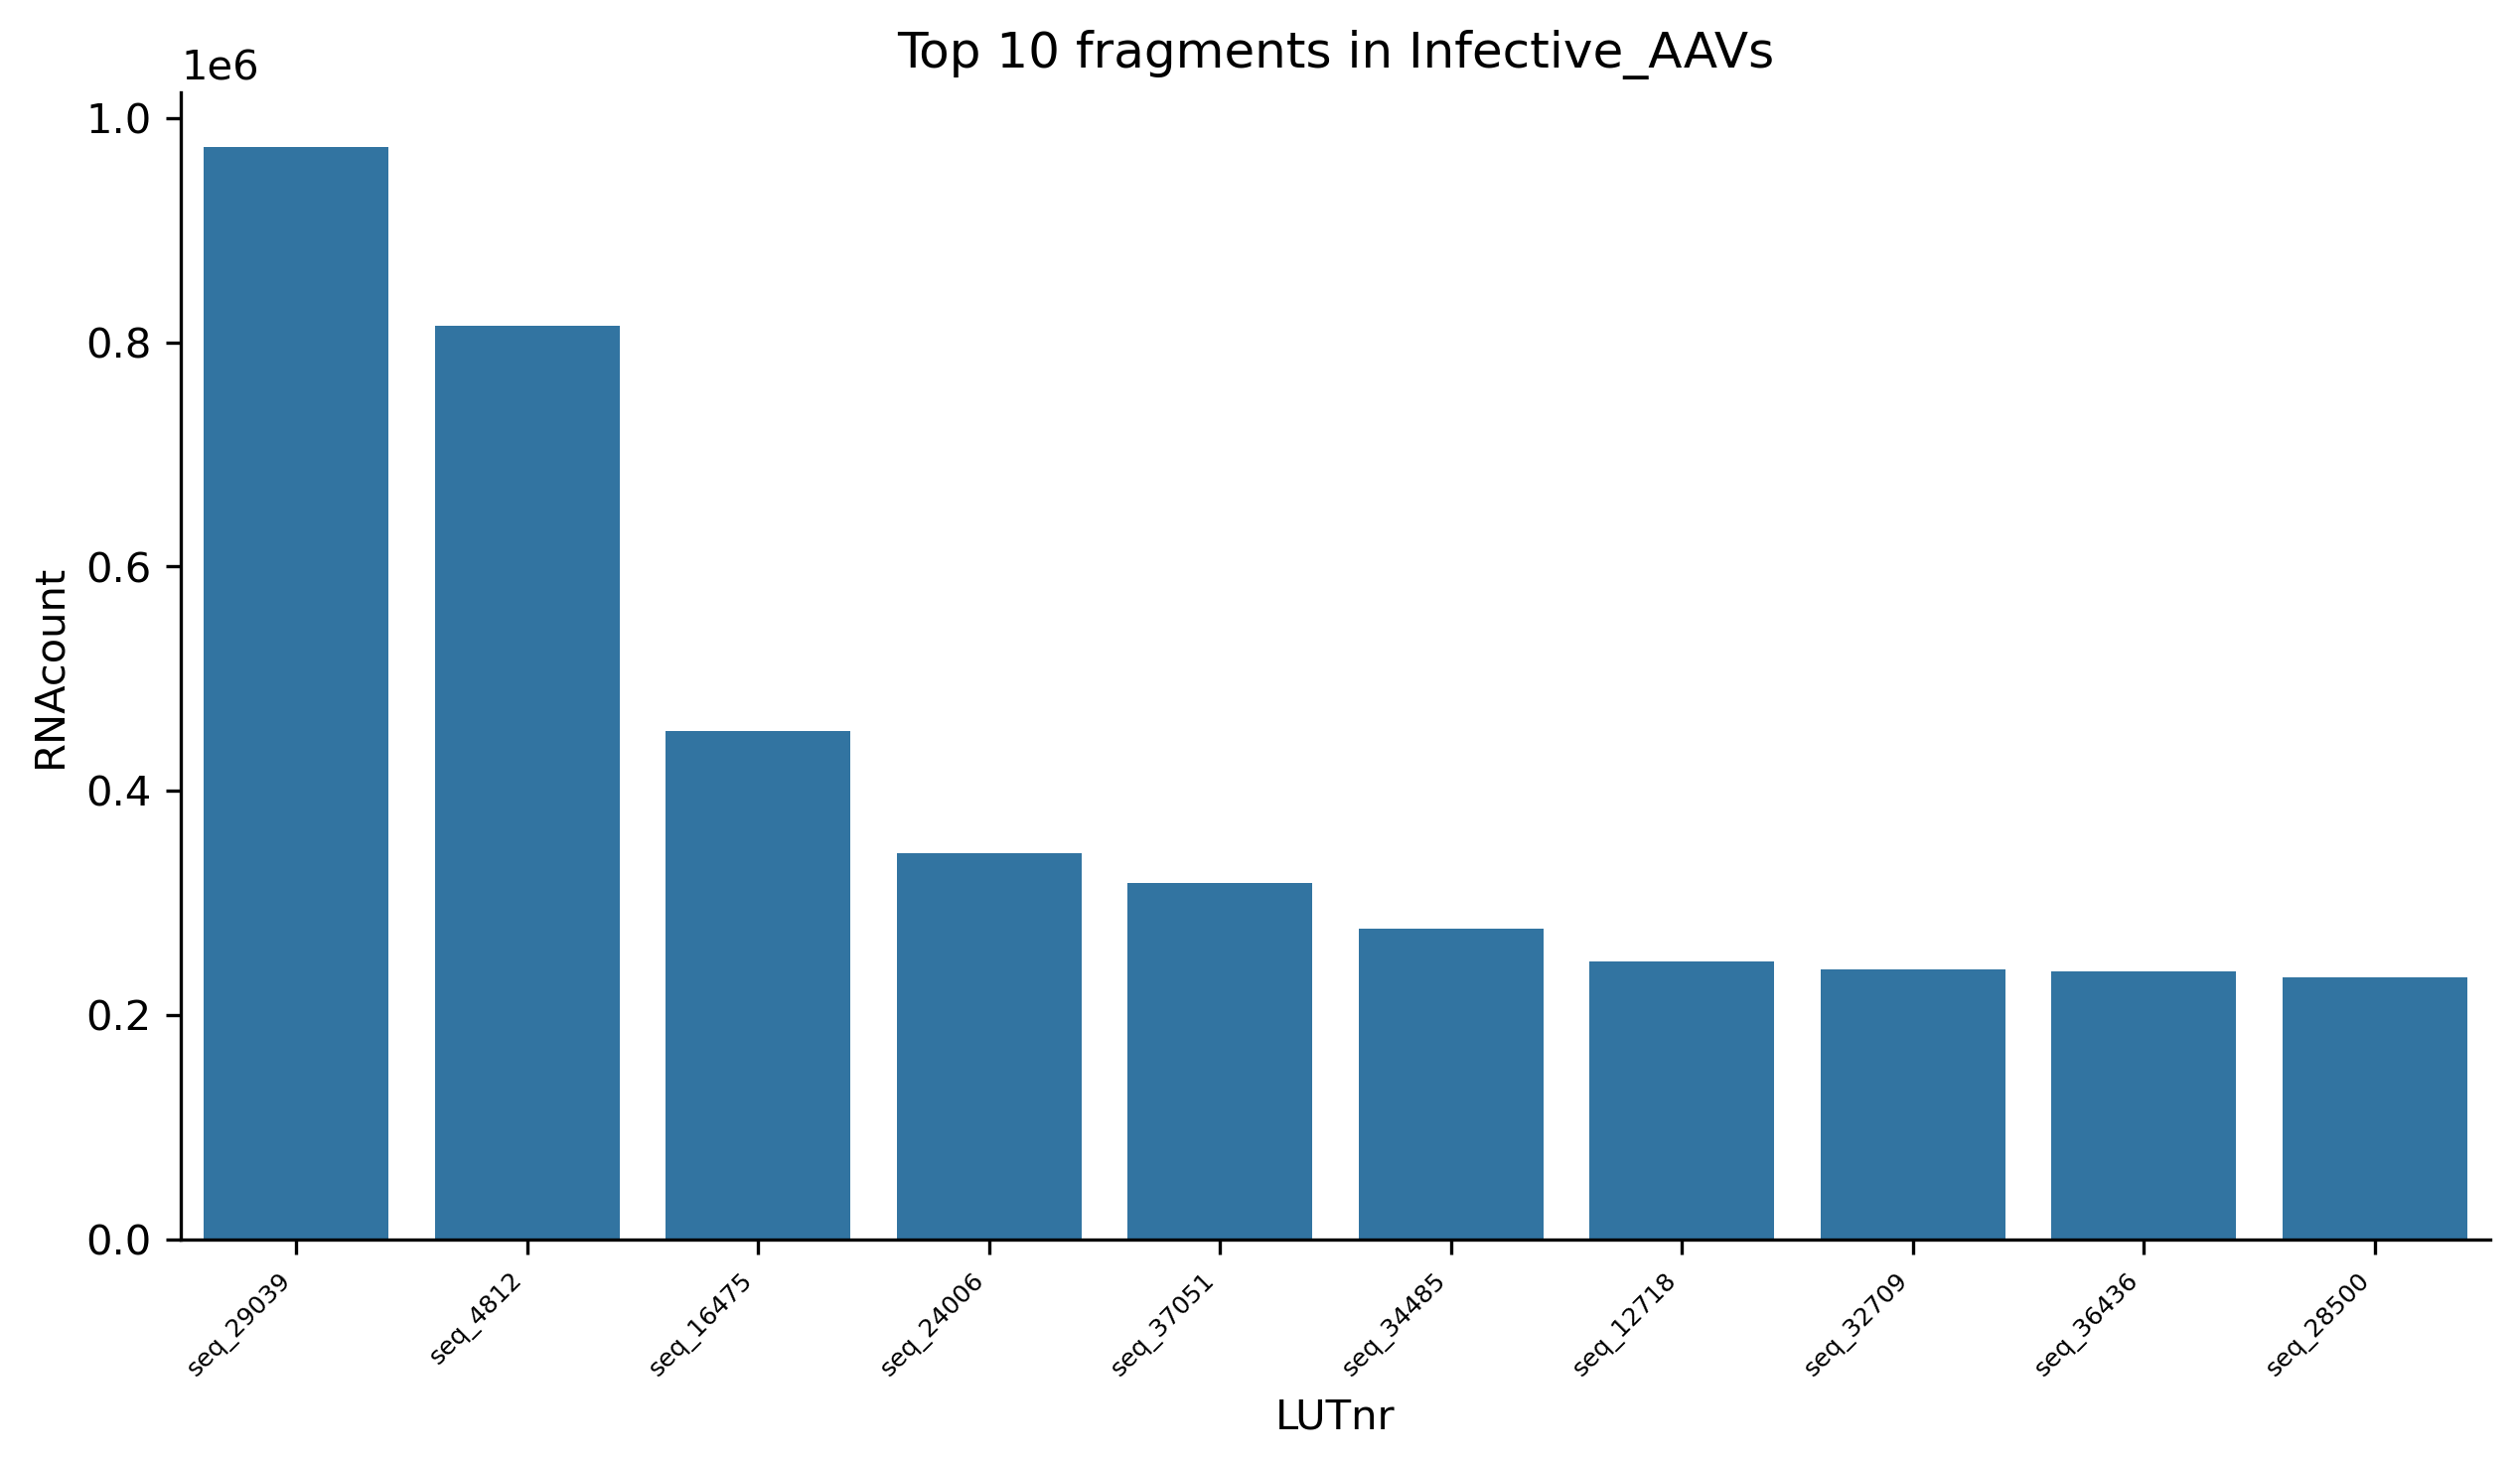 Top 10 fragments in Infective_AAVs
1e6
1.0
0.8
0.6
0.4
0.2
0.0
RNAcount
seq_29039
seq_4812
seq_16475
seq_24006
seq_37051
seq_34485
seq_12718
seq_32709
seq_36436
seq_28500
LUTnr